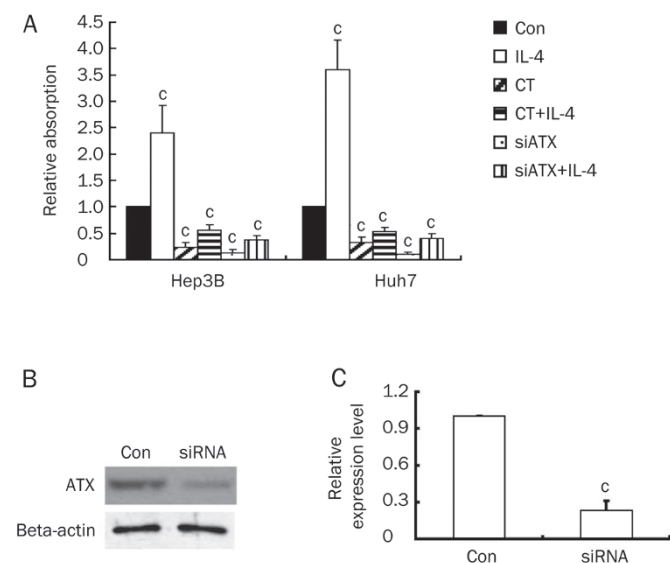 A
Relative absorption
4.5
4.0
3.5
3.0
2.5
2.0
1.5
1.0
0.5
0
c
c
c
c
c
c
c
c
c
c
Hep3B
Huh7
Con
IL-4
CT
CT+IL-4
siATX
siATX+IL-4
B
Con siRNA
ATX
Beta-actin
C
Relative
expression level
1.2
0.9
0.6
0.3
0
c
Con
siRNA